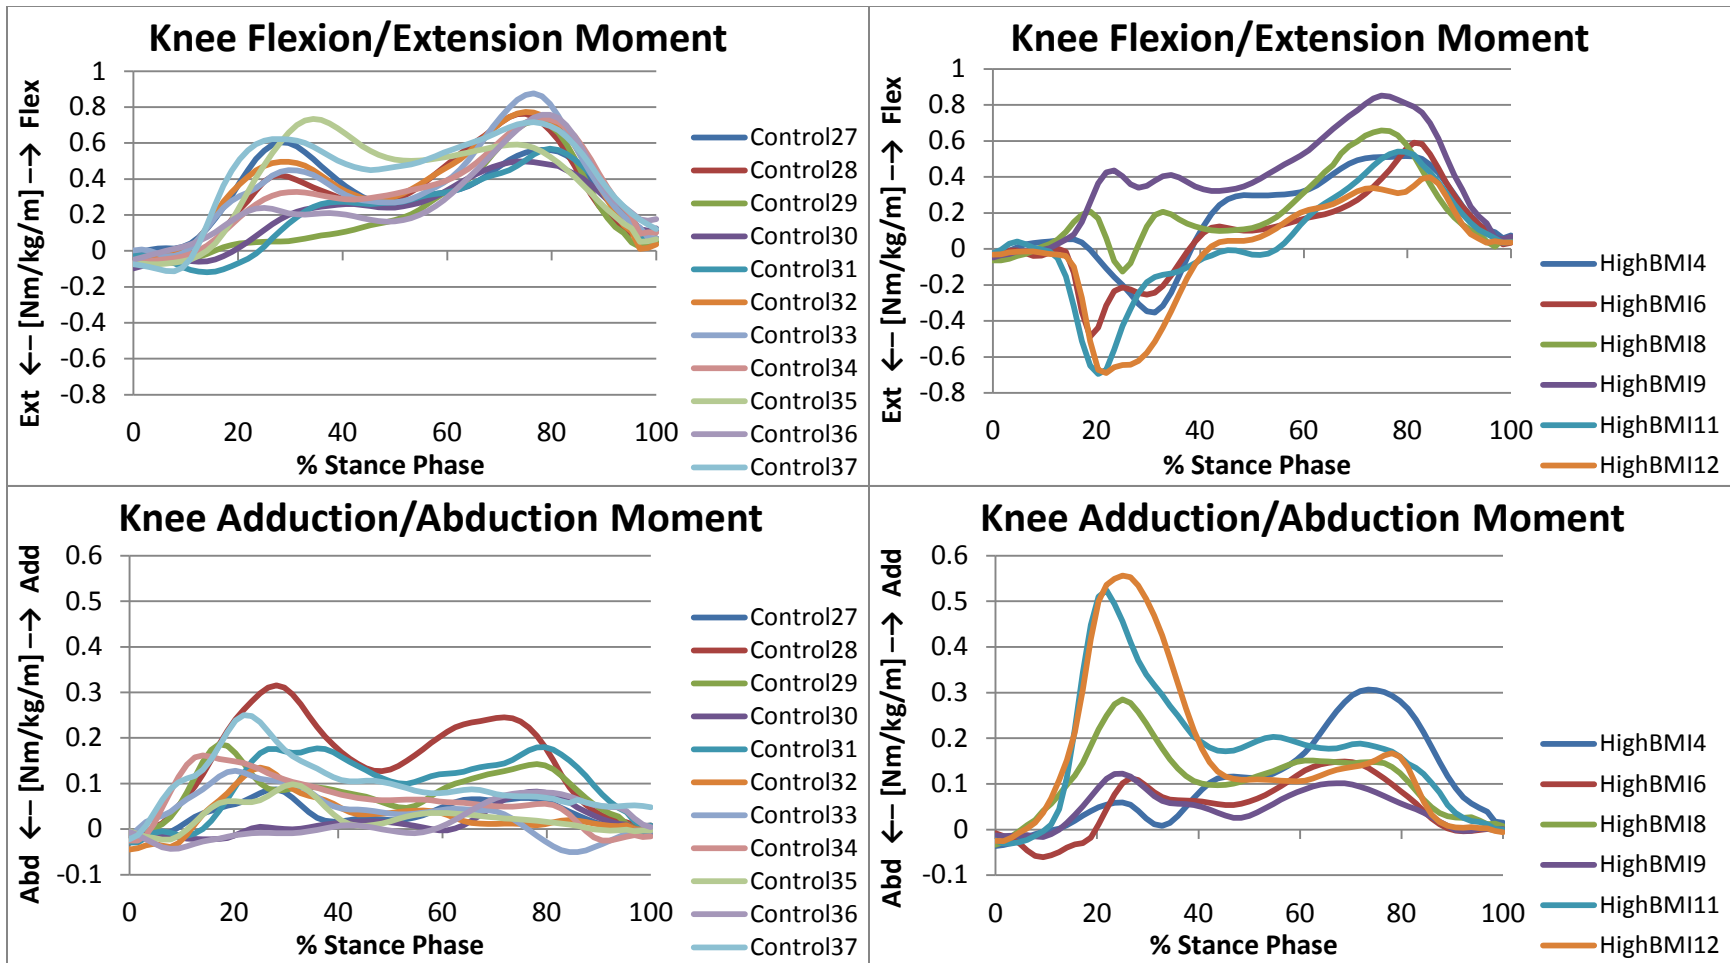 Knee Flexion/Extension Moment
Ext ←-- [Nm/kg/m] --→ Flex
1
0.8
0.6
0.4
0.2
0
-0.2
-0.4
-0.6
-0.8
0 20 40 60 80 100
% Stance Phase
Control27
Control28
Control29
Control30
Control31
Control32
Control33
Control34
Control35
Control36
Control37
Knee Flexion/Extension Moment
Ext ←-- [Nm/kg/m] --→ Flex
1
0.8
0.6
0.4
0.2
0
-0.2
-0.4
-0.6
-0.8
0 20 40 60 80 100
% Stance Phase
HighBMI4
HighBMI6
HighBMI8
HighBMI9
HighBMI11
HighBMI12
Knee Adduction/Abduction Moment
Abd ←-- [Nm/kg/m] --→ Add
0.6
0.5
0.4
0.3
0.2
0.1
0
-0.1
0 20 40 60 80 100
% Stance Phase
Control27
Control28
Control29
Control30
Control31
Control32
Control33
Control34
Control35
Control36
Control37
Knee Adduction/Abduction Moment
Abd ←-- [Nm/kg/m] --→ Add
0.6
0.5
0.4
0.3
0.2
0.1
0
-0.1
0 20 40 60 80 100
% Stance Phase
HighBMI4
HighBMI6
HighBMI8
HighBMI9
HighBMI11
HighBMI12